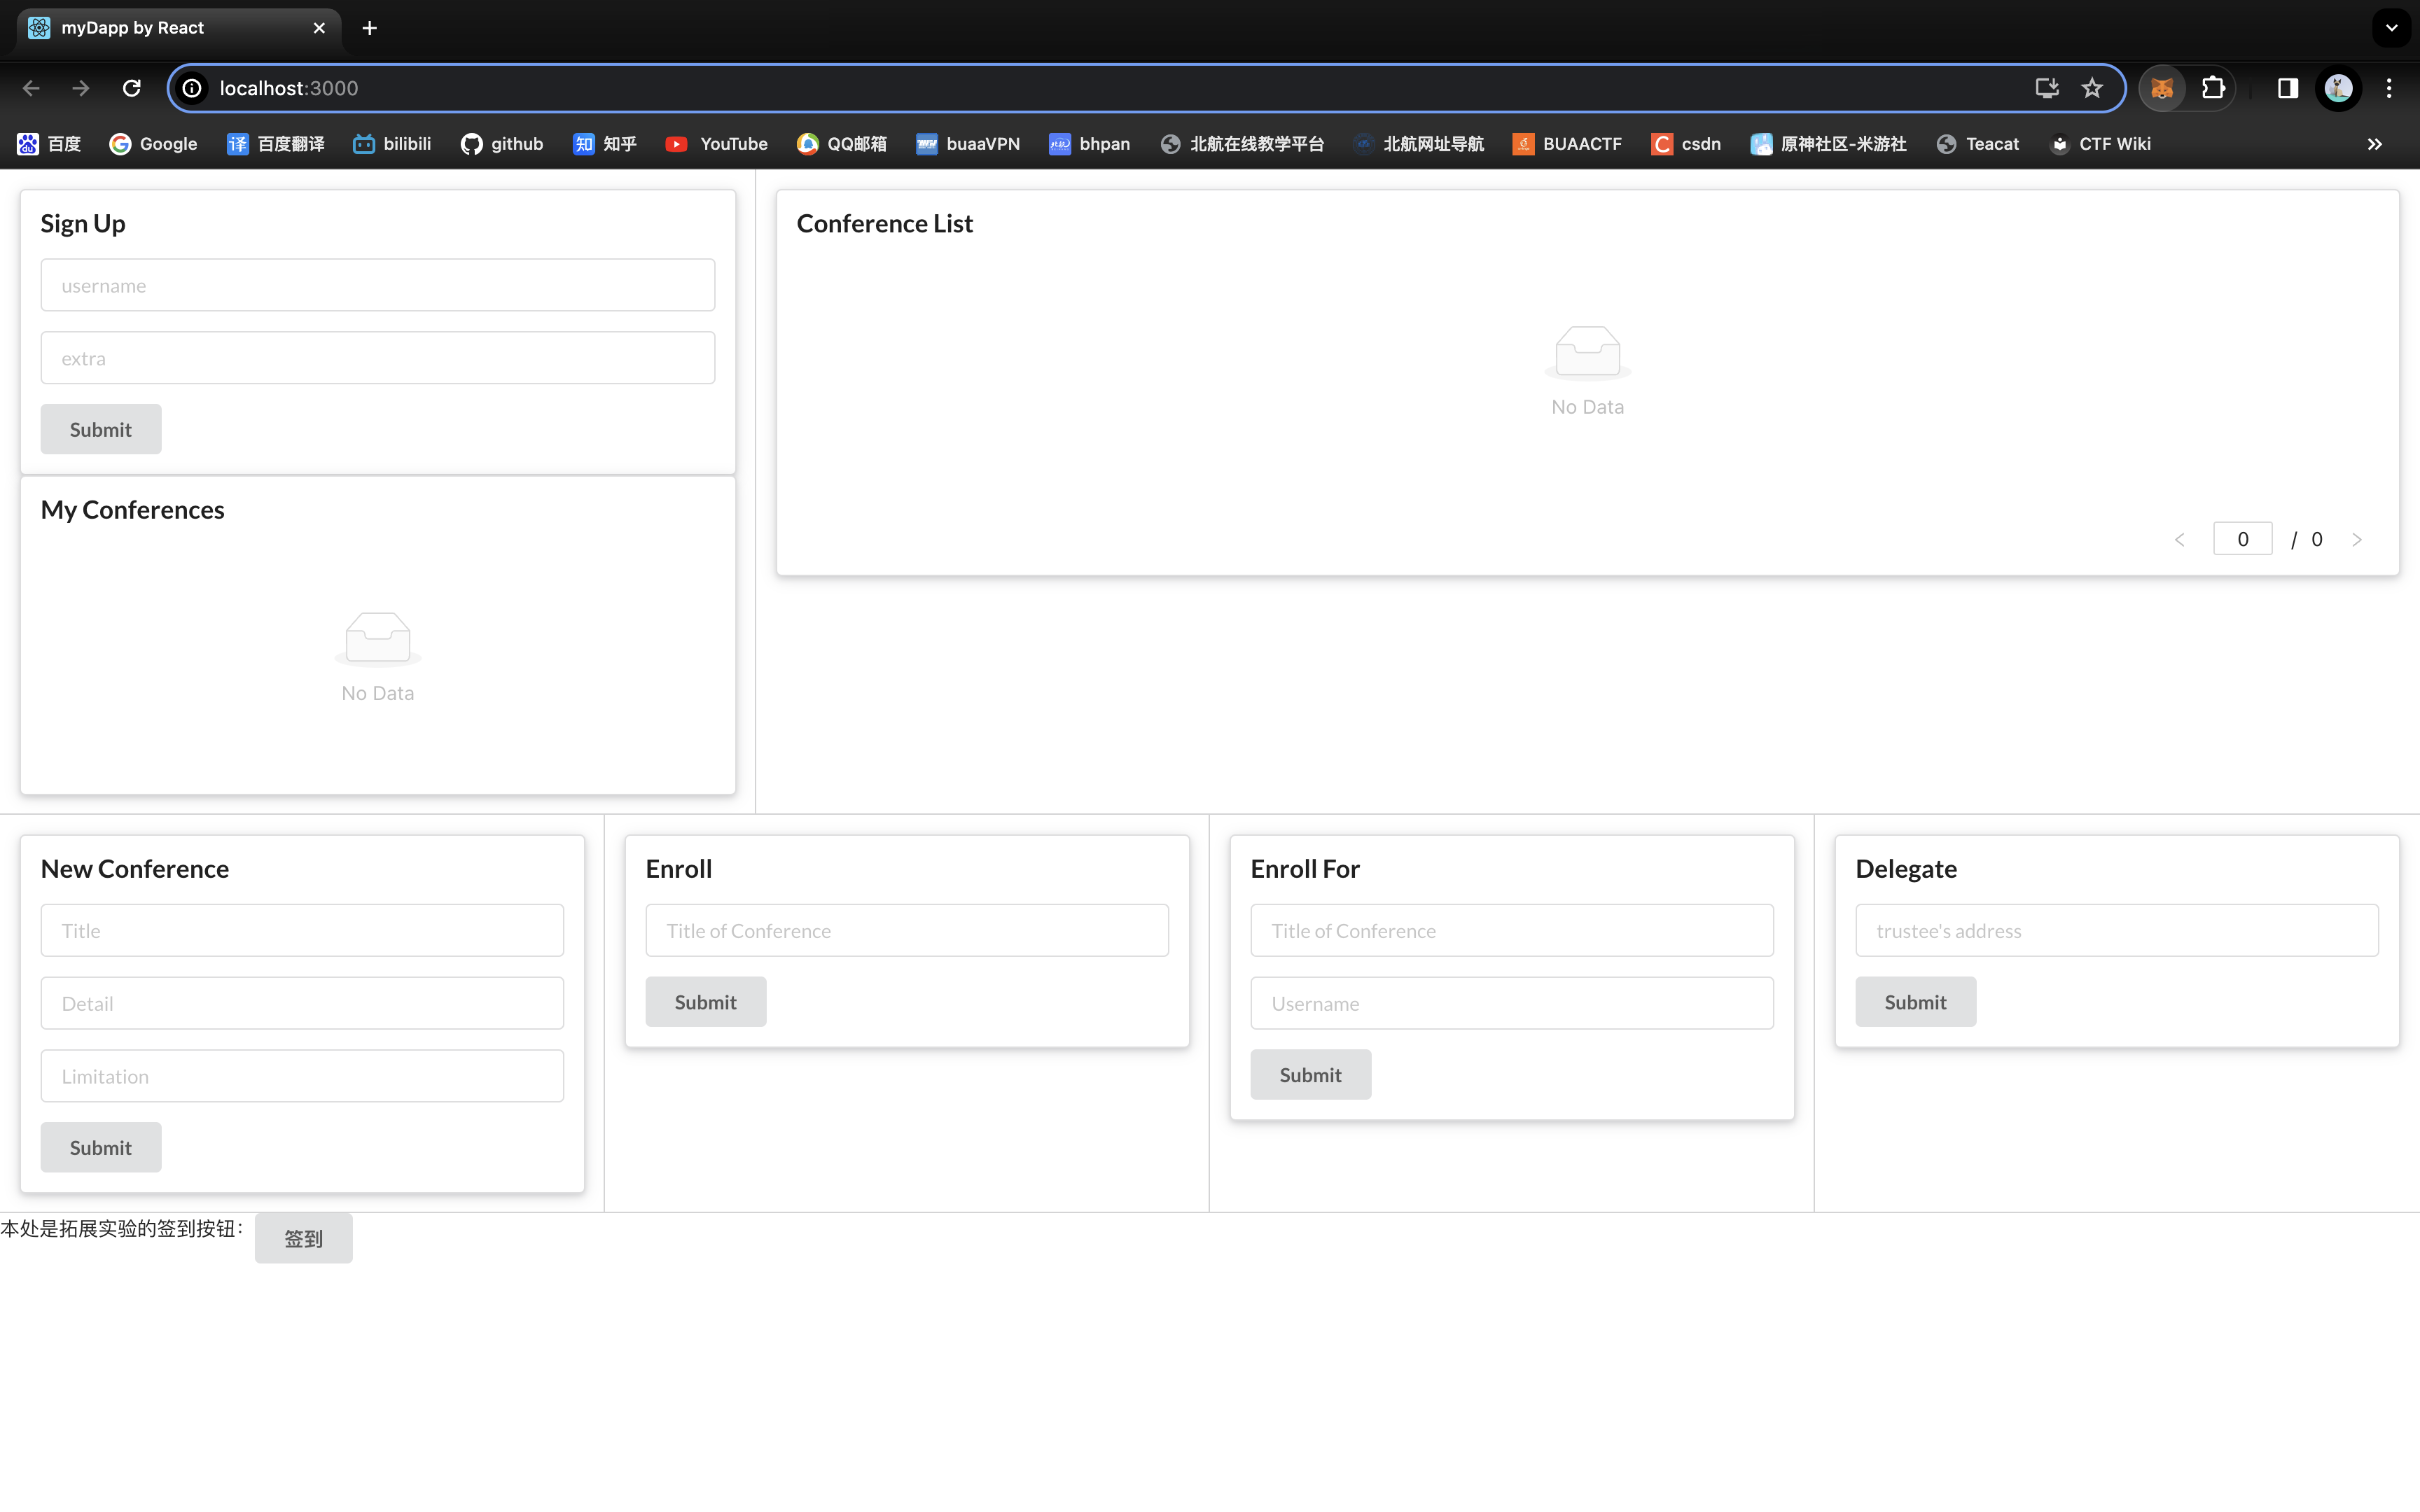 myDapp by React
localhost:3000
百度 Google 百度翻译 bilibili github 知乎 YouTube QQ邮箱 buaaVPN bhpan 北航在线教学平台 北航网址导航 BUAACTF csdn 原神社区-米游社 Teacat CTF Wiki
Sign Up
username
extra
Submit
My Conferences
No Data
Conference List
No Data
0 / 0
New Conference
Title
Detail
Limitation
Submit
Enroll
Title of Conference
Submit
Enroll For
Title of Conference
Username
Submit
Delegate
trustee's address
Submit
本处是拓展实验的签到按钮： 签到